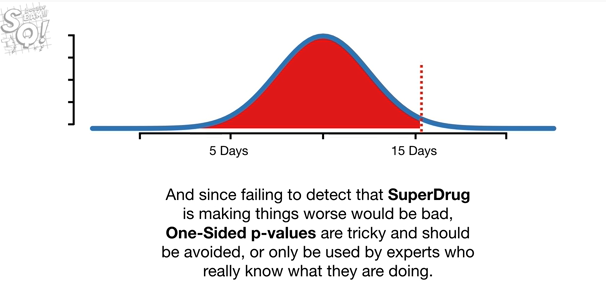 SQ!
5 Days
15 Days
And since failing to detect that SuperDrug
is making things worse would be bad,
One-Sided p-values are tricky and should
be avoided, or only be used by experts who
really know what they are doing.